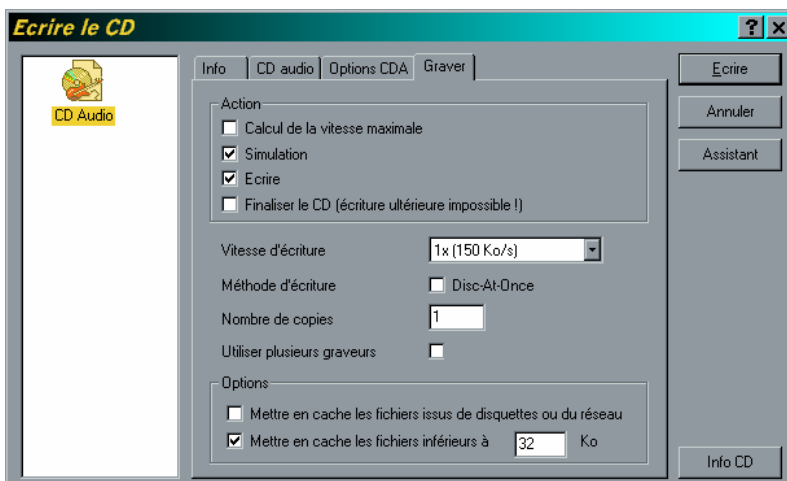 Ecrire le CD
CD Audio
Info CD audio Options CDA Graver
Action
Calcul de la vitesse maximale
Simulation
Ecrire
Finaliser le CD (écriture ultérieure impossible !)
Vitesse d'écriture 1x (150 Ko/s)
Méthode d'écriture Disc-At-Once
Nombre de copies 1
Utiliser plusieurs graveurs
Options
Mettre en cache les fichiers issus de disquettes ou du réseau
Mettre en cache les fichiers inférieurs à 32 Ko
Ecrire
Annuler
Assistant
Info CD